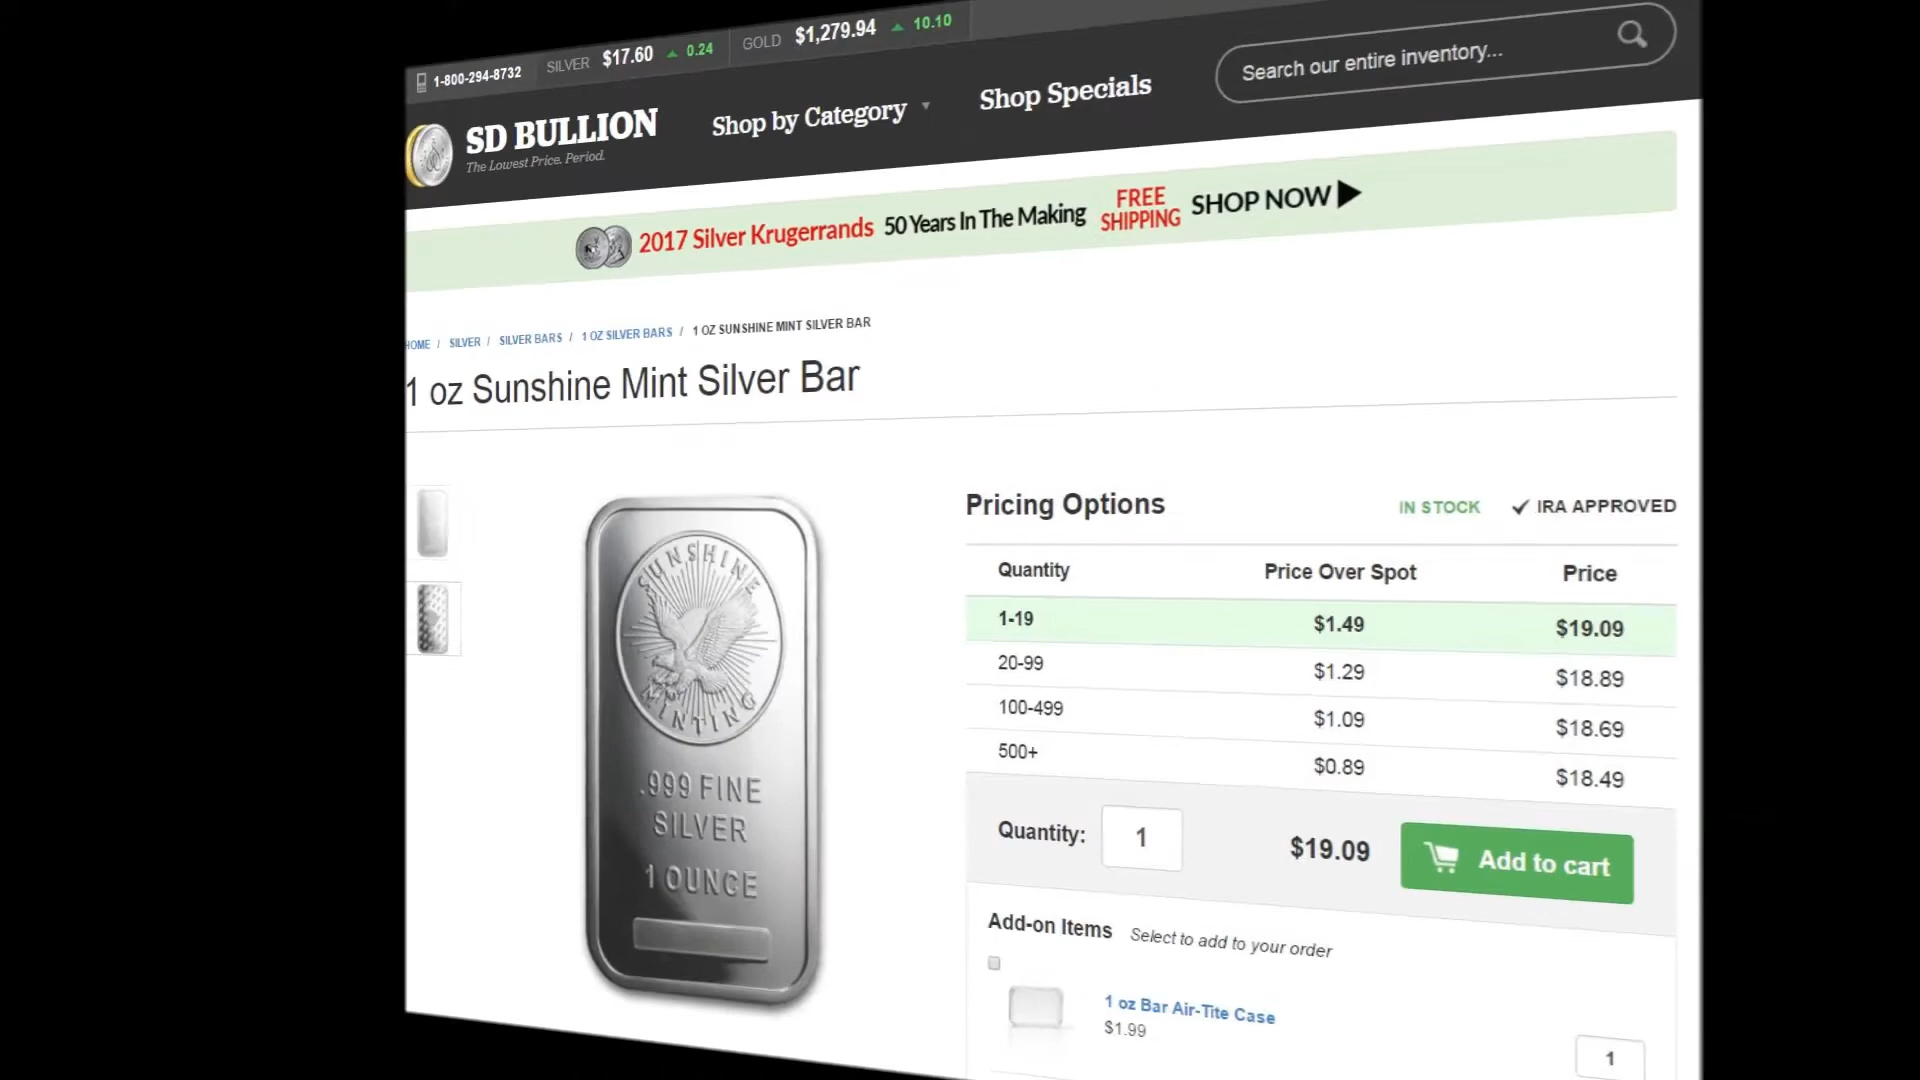 1-800-294-8732 SILVER $17.60 0.24 GOLD $1,279.94 10.10
SD BULLION
The Lowest Price. Period.
Shop by Category
Shop Specials
Search our entire inventory...
2017 Silver Krugerrands 50 Years In The Making FREE SHIPPING SHOP NOW
HOME / SILVER / SILVER BARS / 1 OZ SILVER BARS / 1 OZ SUNSHINE MINT SILVER BAR
1 oz Sunshine Mint Silver Bar
SUNSHINE
MINTING
.999 FINE
SILVER
1 OUNCE
Pricing Options IN STOCK ✓ IRA APPROVED
Quantity Price Over Spot Price
1-19 $1.49 $19.09
20-99 $1.29 $18.89
100-499 $1.09 $18.69
500+ $0.89 $18.49
Quantity: 1 $19.09 Add to cart
Add-on Items Select to add to your order
1 oz Bar Air-Tite Case
$1.99
1